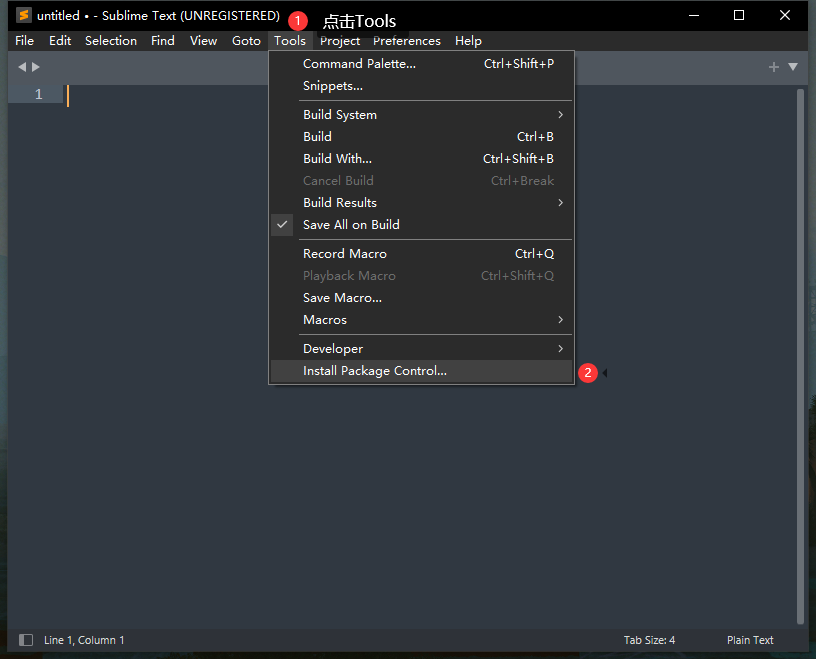 untitled • - Sublime Text (UNREGISTERED)
1 点击Tools
File Edit Selection Find View Goto Tools Project Preferences Help
Command Palette... Ctrl+Shift+P
Snippets...
1
Build System
Build Ctrl+B
Build With... Ctrl+Shift+B
Cancel Build Ctrl+Break
Build Results
Save All on Build
Record Macro Ctrl+Q
Playback Macro Ctrl+Shift+Q
Save Macro...
Macros
Developer
Install Package Control...
2
Line 1, Column 1 Tab Size: 4 Plain Text